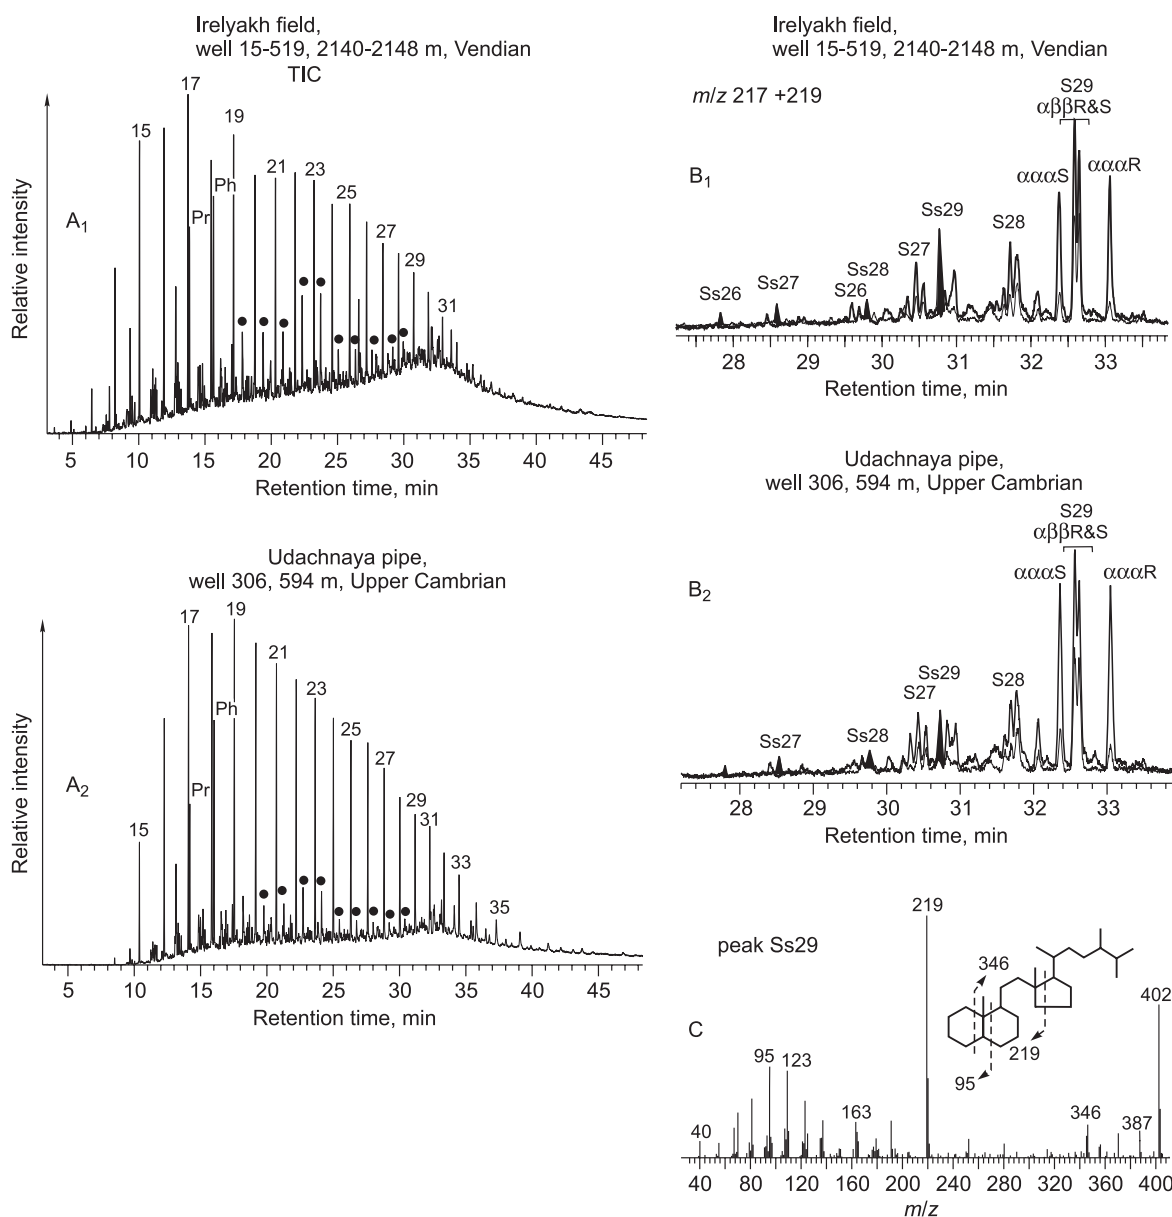 Irelyakh field,
well 15-519, 2140-2148 m, Vendian
TIC
Relative intensity
A1
15
17
Pr
Ph
19
21
23
25
27
29
31
5 10 15 20 25 30 35 40 45
Retention time, min
Udachnaya pipe,
well 306, 594 m, Upper Cambrian
Relative intensity
A2
15
17
Pr
Ph
19
21
23
25
27
29
31
33
35
5 10 15 20 25 30 35 40 45
Retention time, min
Irelyakh field,
well 15-519, 2140-2148 m, Vendian
m/z 217 +219
B1
Ss26
Ss27
S26
Ss28
S27
Ss29
S28
αααS
S29
αββR&S
αααR
28 29 30 31 32 33
Retention time, min
Udachnaya pipe,
well 306, 594 m, Upper Cambrian
B2
Ss27
Ss28
S27
Ss29
S28
αααS
S29
αββR&S
αααR
28 29 30 31 32 33
Retention time, min
peak Ss29
C
40
95
123
163
219
346
387
402
346
219
95
40 80 120 160 200 240 280 320 360 400
m/z